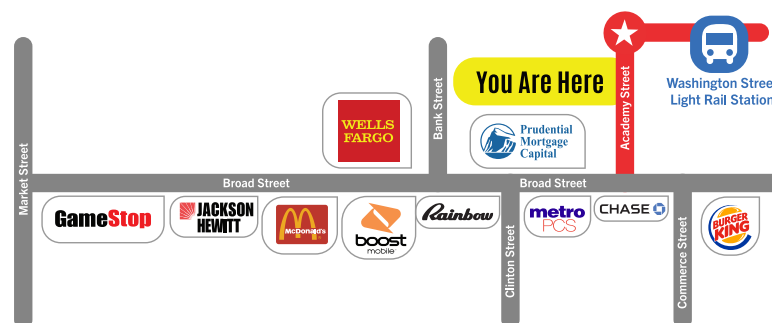 You Are Here
Washington Stree
Light Rail Station
Market Street
Bank Street
Academy Street
WELLS
FARGO
Prudential
Mortgage
Capital
Broad Street
Broad Street
GameStop
JACKSON
HEWITT
McDonald's
boost
mobile
Rainbow
Clinton Street
metro
PCS
CHASE
Commerce Street
BURGER
KING